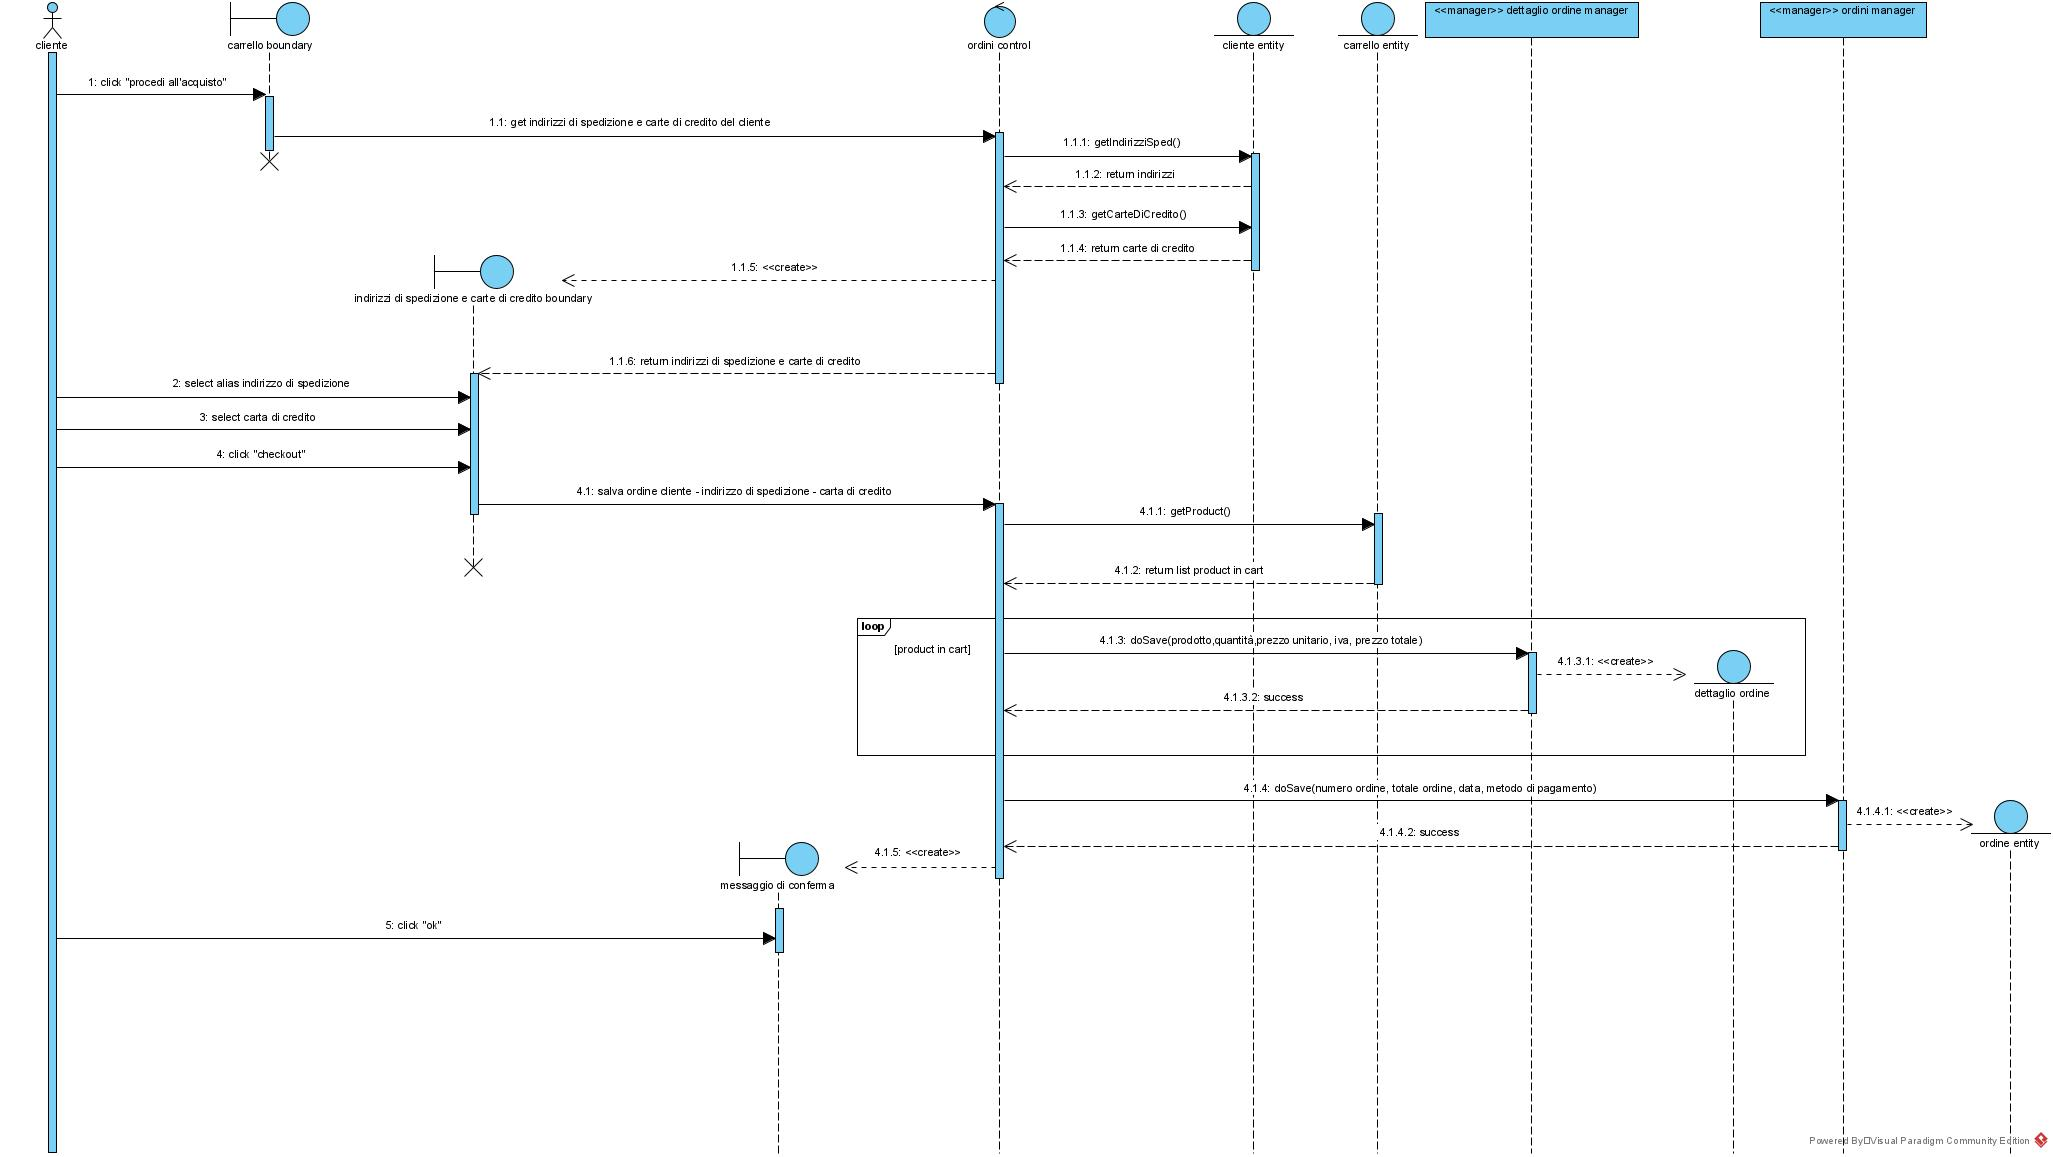 <<manager>> dettaglio ordine manager
<<manager>> ordini manager
cliente
carrello boundary
ordini control
cliente entity
carrello entity
1: click "procedi all'acquisto"
1.1: get indirizzi di spedizione e carte di credito del cliente
1.1.1: getIndirizziSped()
1.1.2: return indirizzi
1.1.3: getCarteDiCredito()
1.1.4: return carte di credito
1.1.5: <<create>>
indirizzi di spedizione e carte di credito boundary
1.1.6: return indirizzi di spedizione e carte di credito
2: select alias indirizzo di spedizione
3: select carta di credito
4: click "checkout"
4.1: salva ordine cliente - indirizzo di spedizione - carta di credito
4.1.1: getProduct()
4.1.2: return list product in cart
loop
[product in cart]
4.1.3: doSave(prodotto,quantità,prezzo unitario, iva, prezzo totale)
4.1.3.1: <<create>>
dettaglio ordine
4.1.3.2: success
4.1.4: doSave(numero ordine, totale ordine, data, metodo di pagamento)
4.1.4.1: <<create>>
ordine entity
4.1.4.2: success
4.1.5: <<create>>
messaggio di conferma
5: click "ok"
Powered By Visual Paradigm Community Edition